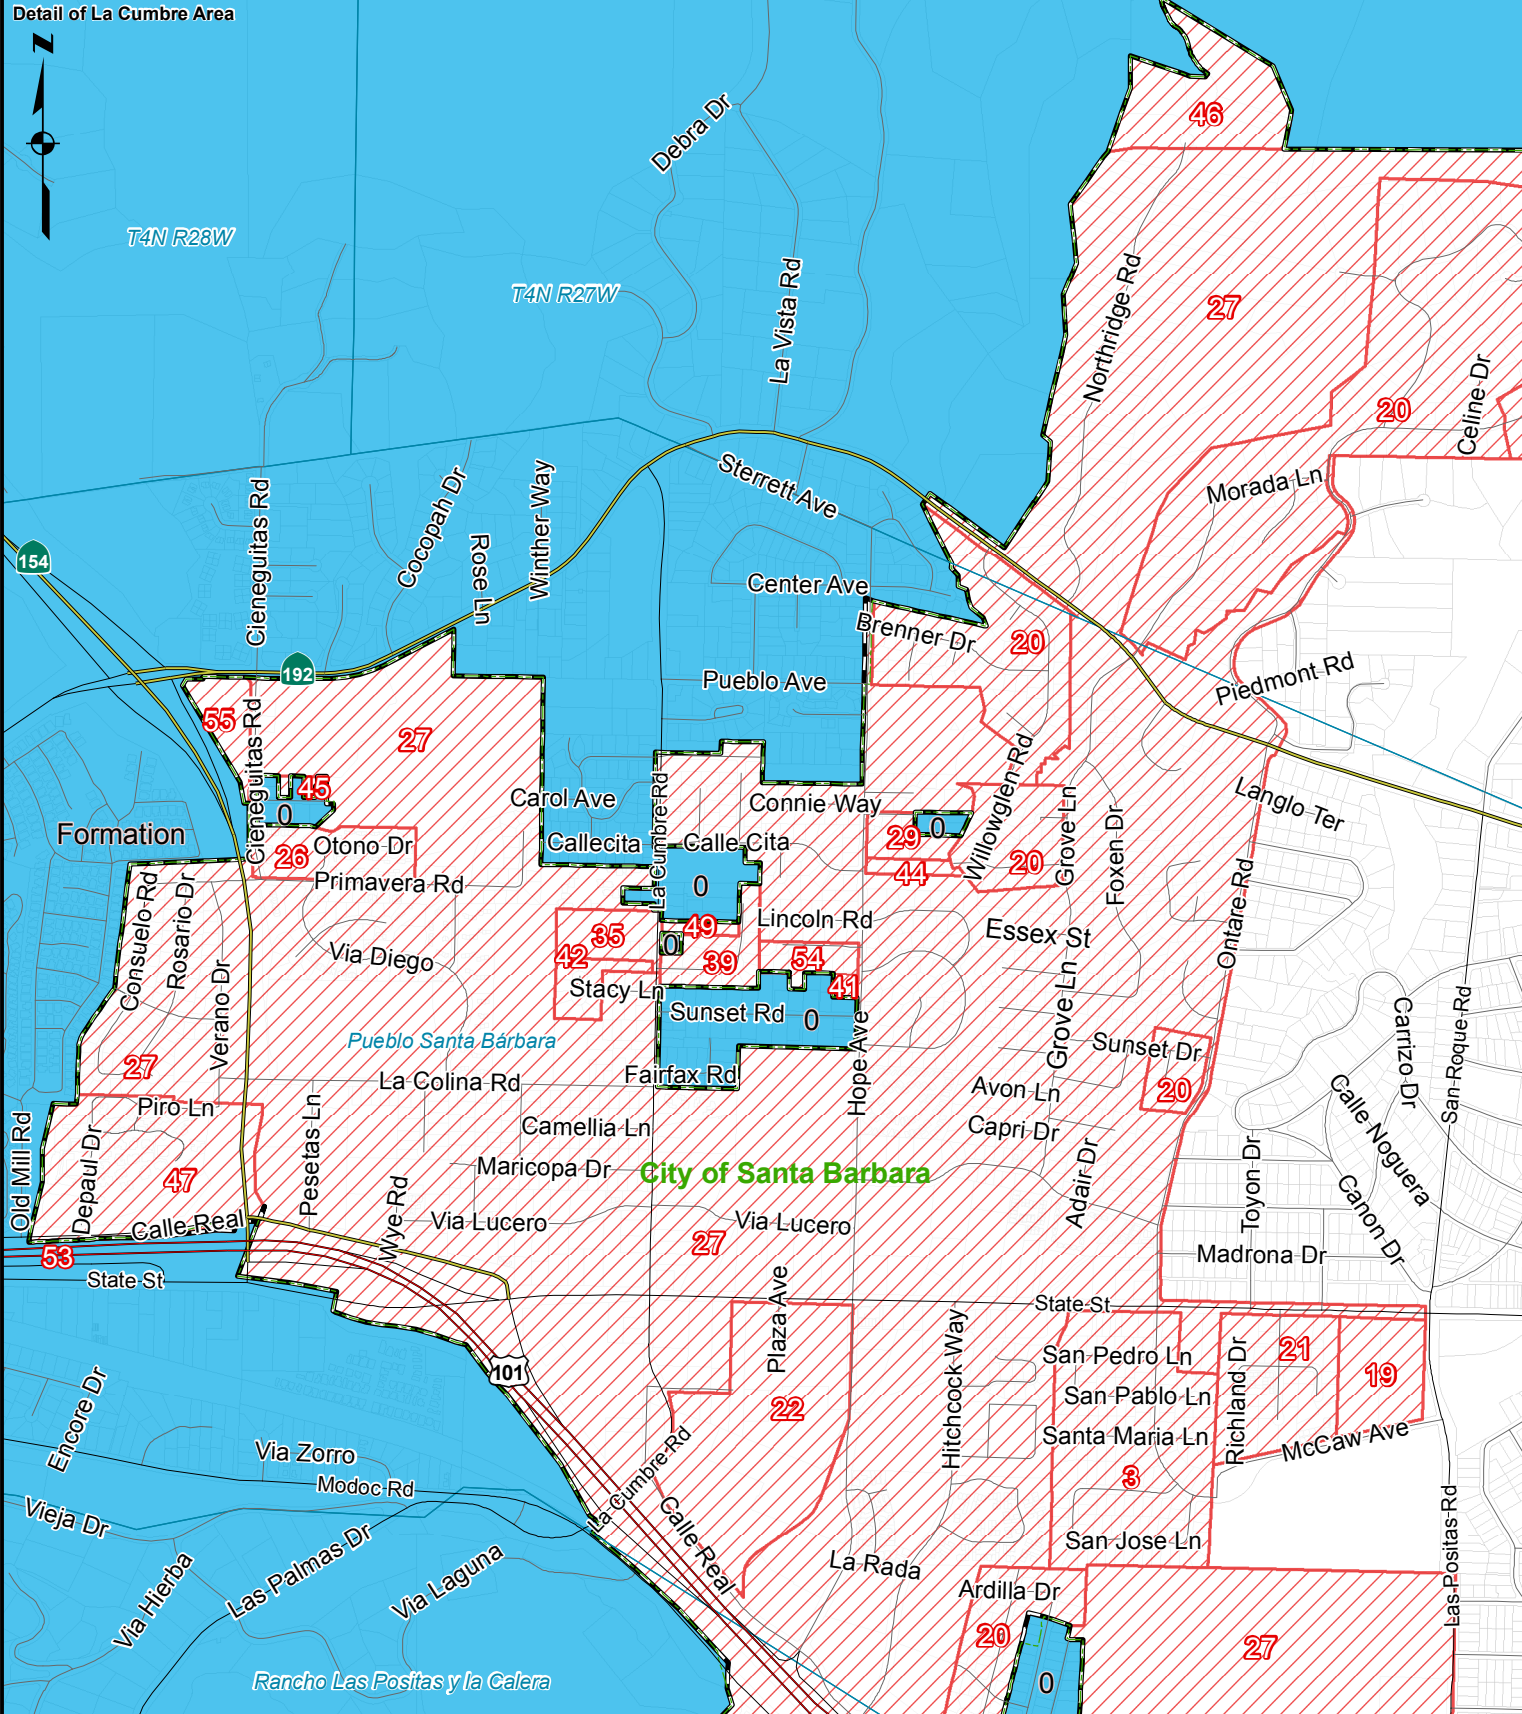 Detail of La Cumbre Area
Z
46
Debra Dr
T4N R28W
T4N R27W
La Vista Rd
Northridge Rd
27
20
Celine Dr
Sterrett Ave
Morada Ln
Cieneguitas Rd
Cocopah Dr
Winther Way
Rose Ln
154
Center Ave
Brenner Dr
20
192
Pueblo Ave
Piedmont Rd
55
Cieneguitas Rd
27
45
0
Carol Ave
La Cumbre Rd
Connie Way
Willowglen Rd
Grove Ln
Foxen Dr
Langlo Ter
Formation
Otono Dr
26
Callecita
Calle Cita
29
0
20
44
Primavera Rd
0
Consuelo Rd
Rosario Dr
Verano Dr
Via Diego
35
42
49
0
39
Lincoln Rd
54
41
Essex St
Ontare Rd
Stacy Ln
Sunset Rd
0
Grove Ln
Carrizo Dr
San Roque Rd
Pueblo Santa Bárbara
Hope Ave
Sunset Dr
20
27
La Colina Rd
Fairfax Rd
Avon Ln
Calle Noguera
Piro Ln
Pesetas Ln
Camellia Ln
Capri Dr
Old Mill Rd
Depaul Dr
47
Maricopa Dr
City of Santa Barbara
Adair Dr
Toyon Dr
Canon Dr
Calle Real
Wye Rd
Via Lucero
Via Lucero
27
Madrona Dr
53
State St
Plaza Ave
State St
Hitchcock Way
101
San Pedro Ln
Richland Dr
21
19
San Pablo Ln
22
Encore Dr
Via Zorro
Santa Maria Ln
McCaw Ave
Modoc Rd
La Cumbre Rd
3
Vieja Dr
Calle Real
San Jose Ln
Las Positas Rd
Via Hierba
Las Palmas Dr
Via Laguna
La Rada
Ardilla Dr
20
27
Rancho Las Positas y la Calera
0